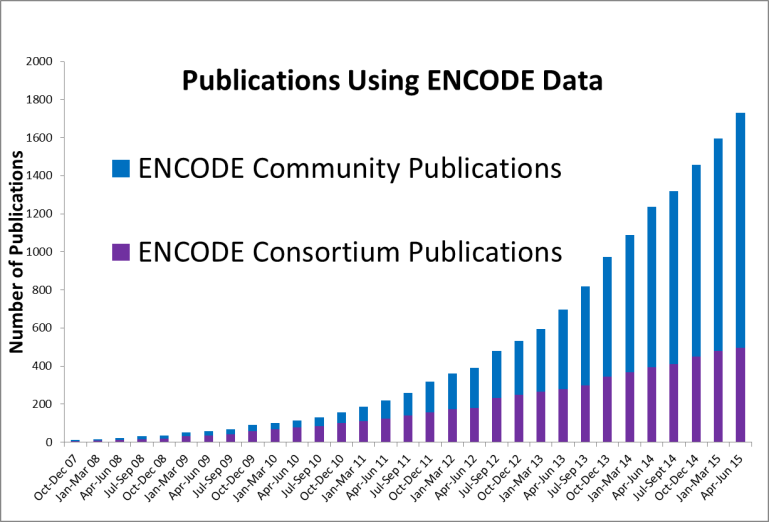 Publications Using ENCODE Data
ENCODE Community Publications
ENCODE Consortium Publications
Number of Publications
2000
1800
1600
1400
1200
1000
800
600
400
200
0
Oct-Dec 07
Jan-Mar 08
Apr-Jun 08
Jul-Sep 08
Oct-Dec 08
Jan-Mar 09
Apr-Jun 09
Jul-Sep 09
Oct-Dec 09
Jan-Mar 10
Apr-Jun 10
Jul-Sep 10
Oct-Dec 10
Jan-Mar 11
Apr-Jun 11
Jul-Sep 11
Oct-Dec 11
Jan-Mar 12
Apr-Jun 12
Jul-Sep 12
Oct-Dec 12
Jan-Mar 13
Apr-Jun 13
Jul-Sep 13
Oct-Dec 13
Jan-Mar 14
Apr-Jun 14
Jul-Sept 14
Oct-Dec 14
Jan-Mar 15
Apr-Jun 15